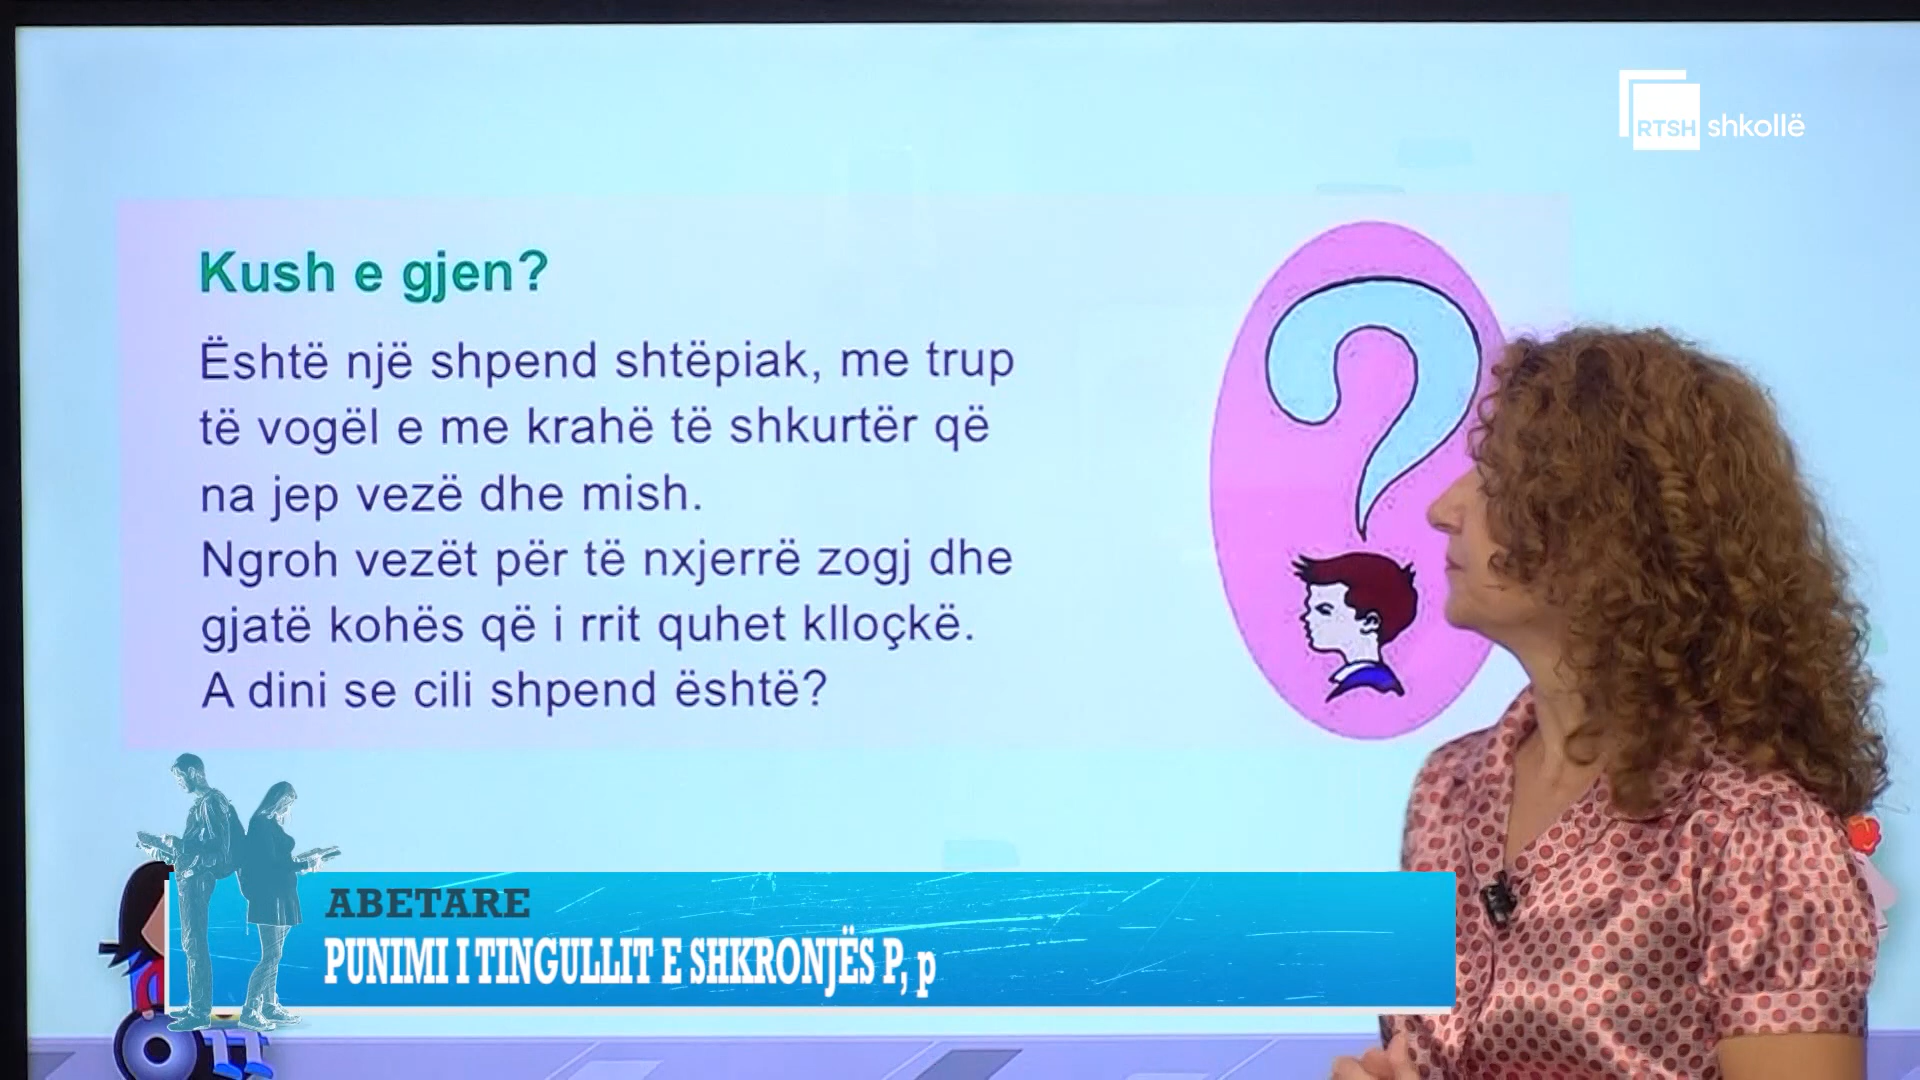 RTSH shkollë
Kush e gjen?
Është një shpend shtëpiak, me trup
të vogël e me krahë të shkurtër që
na jep vezë dhe mish.
Ngroh vezët për të nxjerrë zogj dhe
gjatë kohës që i rrit quhet klloçkë.
A dini se cili shpend është?
ABETARE
PUNIMI I TINGULLIT E SHKRONJËS P, p